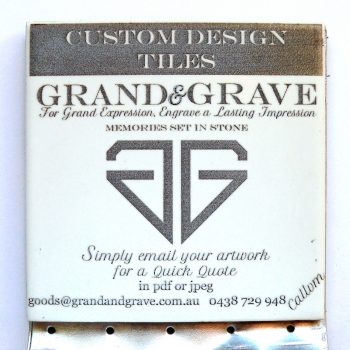 CUSTOM DESIGN
TILES
GRAND&GRAVE
For Grand Expression, Engrave a Lasting Impression
MEMORIES SET IN STONE
GG
Simply email your artwork
for a Quick Quote
in pdf or jpeg
goods@grandandgrave.com.au 0438 729 948
Callum